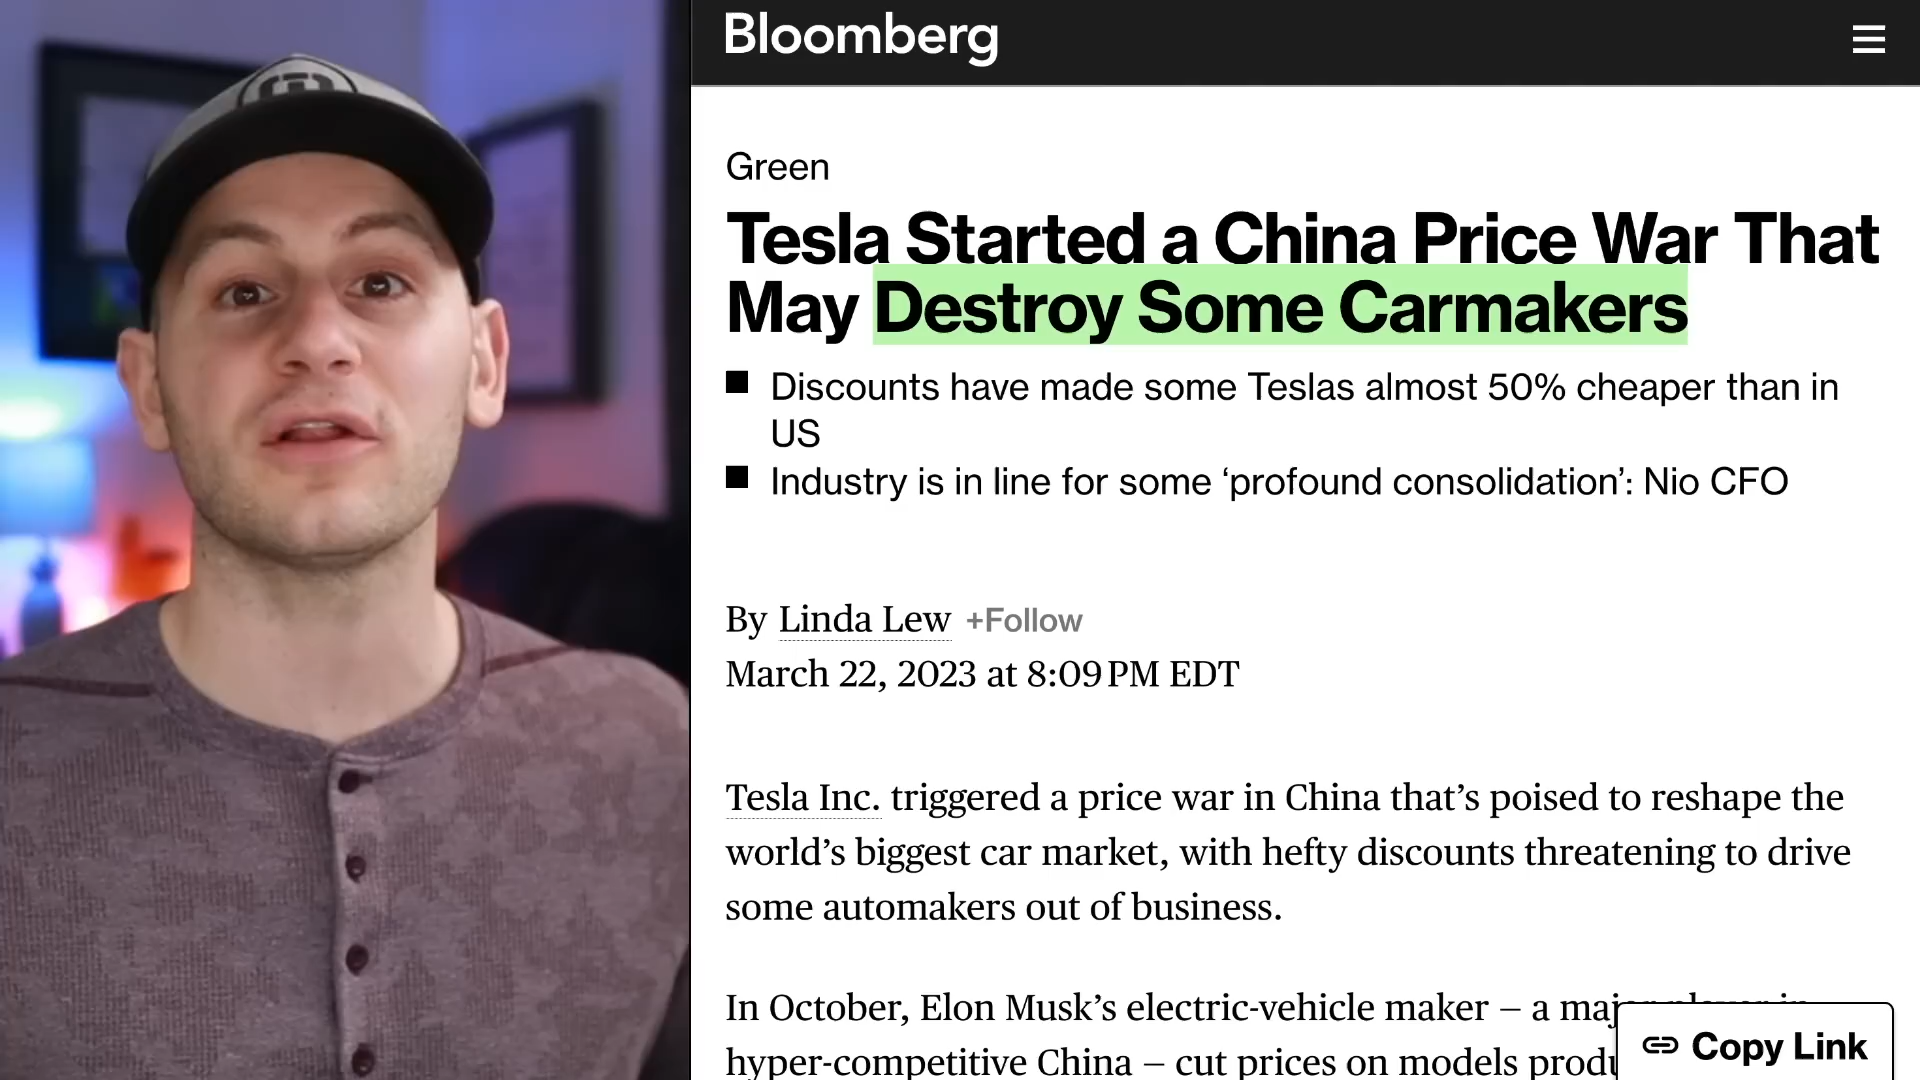 Bloomberg
Green
Tesla Started a China Price War That
May Destroy Some Carmakers
Discounts have made some Teslas almost 50% cheaper than in
US
Industry is in line for some ‘profound consolidation’: Nio CFO
By Linda Lew +Follow
March 22, 2023 at 8:09 PM EDT
Tesla Inc. triggered a price war in China that’s poised to reshape the
world’s biggest car market, with hefty discounts threatening to drive
some automakers out of business.
In October, Elon Musk’s electric-vehicle maker – a major player in
hyper-competitive China – cut prices on models
Copy Link